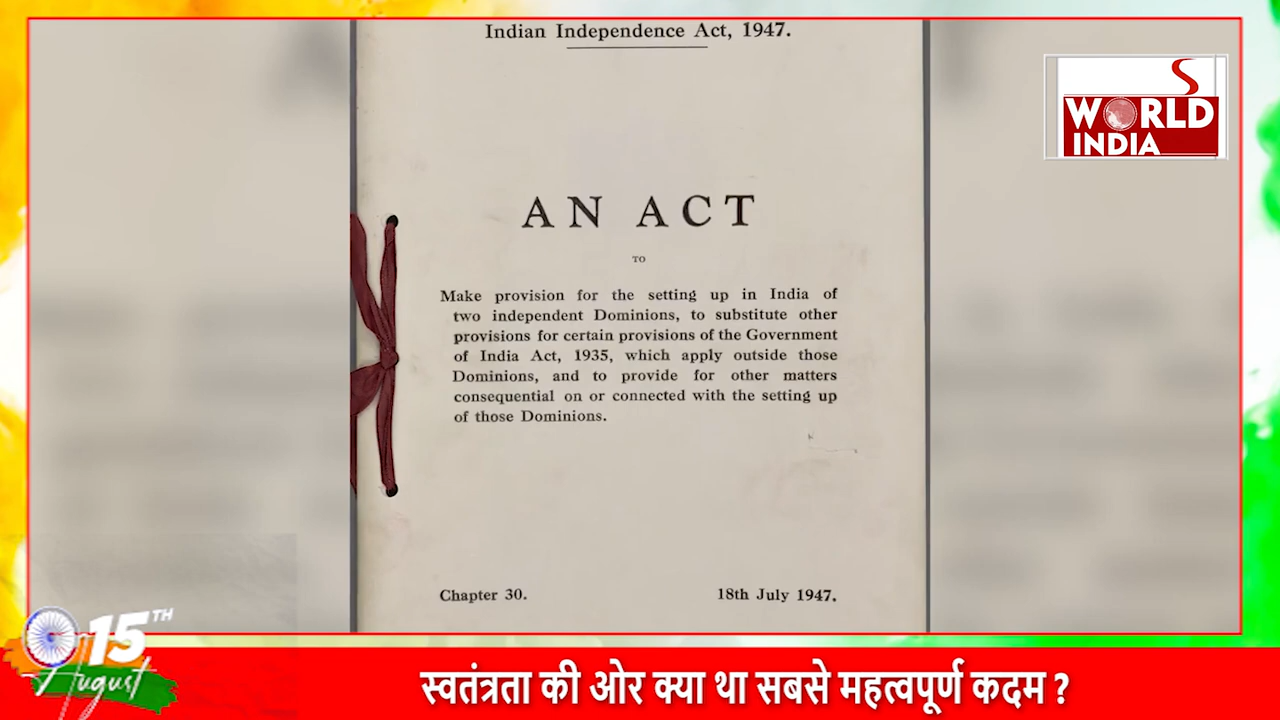 Indian Independence Act, 1947.
S
WORLD
INDIA
AN ACT
TO
Make provision for the setting up in India of
two independent Dominions, to substitute other
provisions for certain provisions of the Government
of India Act, 1935, which apply outside those
Dominions, and to provide for other matters
consequential on or connected with the setting up
of those Dominions.
Chapter 30.
18th July 1947.
15TH
August
स्वतंत्रता की ओर क्या था सबसे महत्वपूर्ण कदम ?